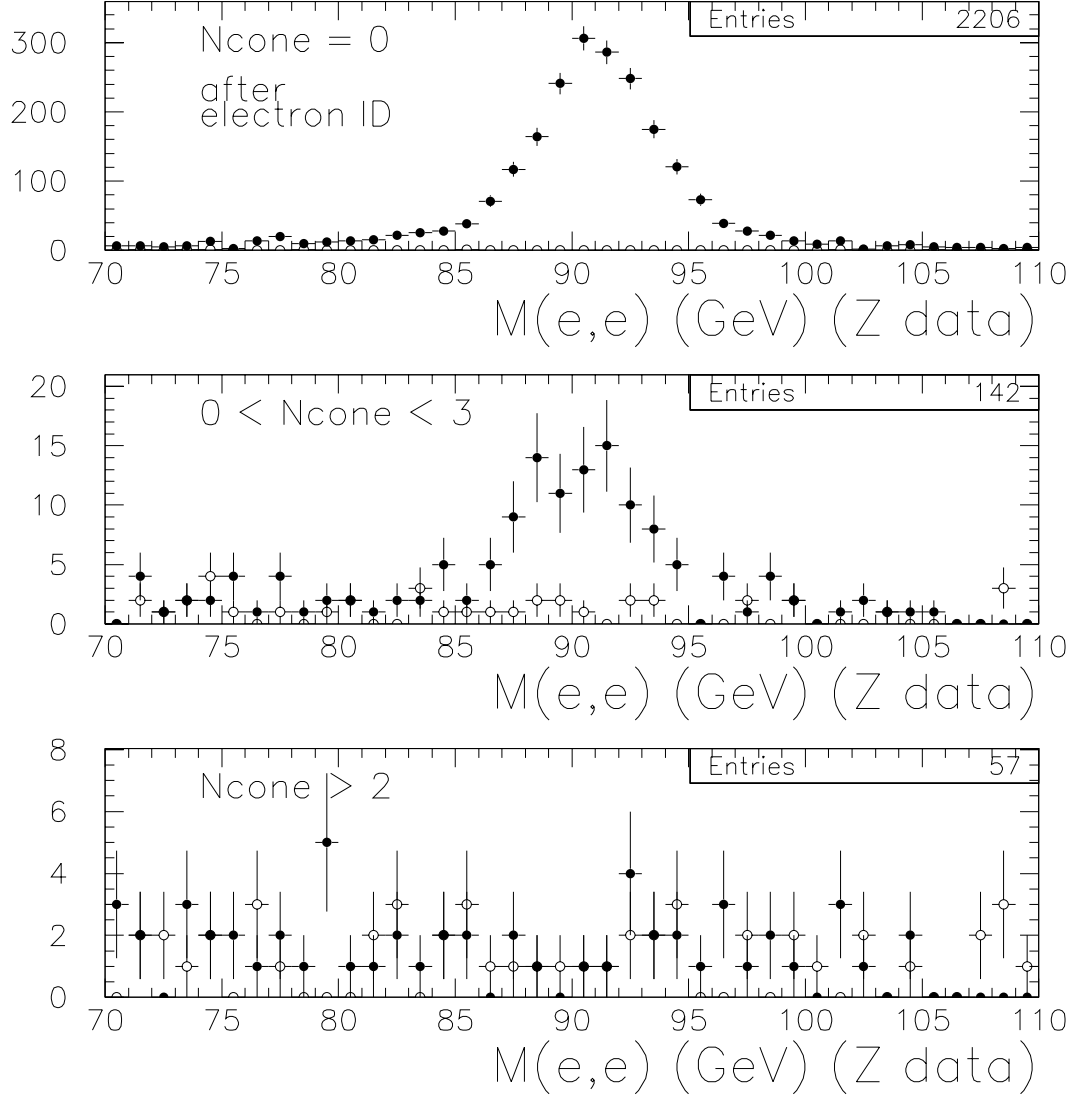 Entries 2206
Ncone = 0
after
electron ID
300
200
100
0
70 75 80 85 90 95 100 105 110
M(e,e) (GeV) (Z data)
Entries 142
0 < Ncone < 3
20
15
10
5
0
70 75 80 85 90 95 100 105 110
M(e,e) (GeV) (Z data)
Entries 57
Ncone > 2
8
6
4
2
0
70 75 80 85 90 95 100 105 110
M(e,e) (GeV) (Z data)